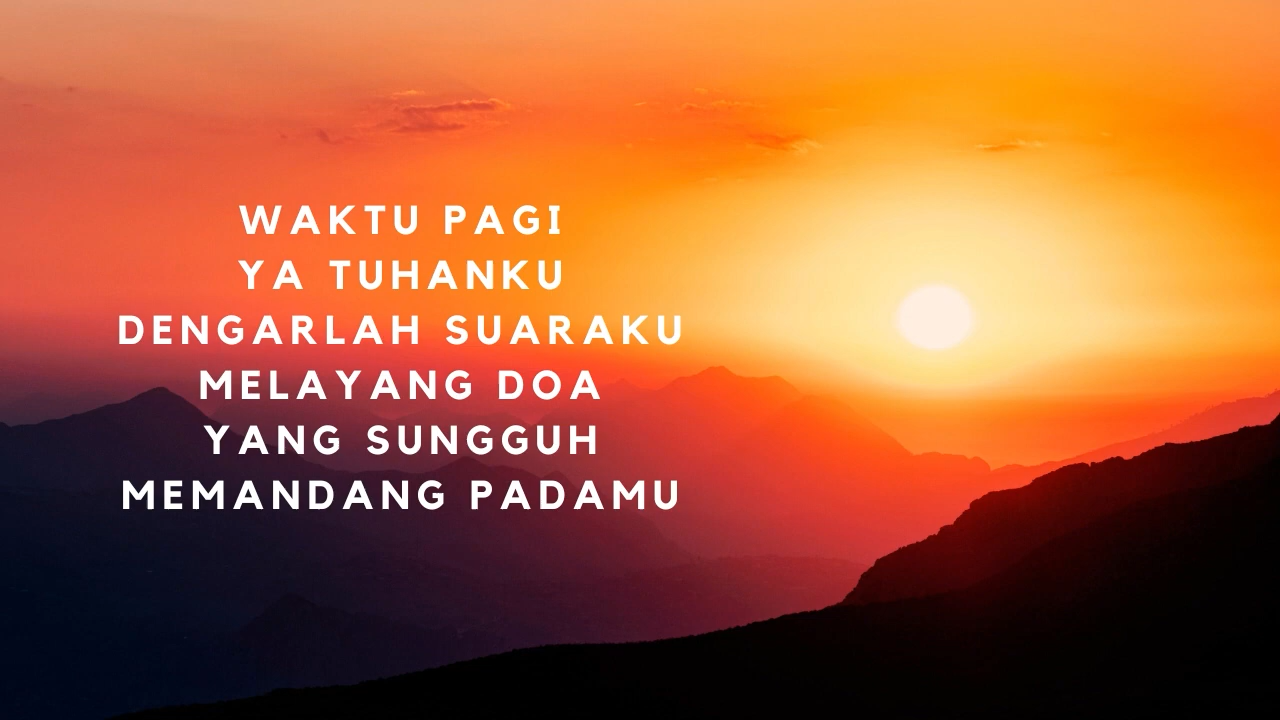 WAKTU PAGI
YA TUHANKU
DENGARLAH SUARAKU
MELAYANG DOA
YANG SUNGGUH
MEMANDANG PADAMU